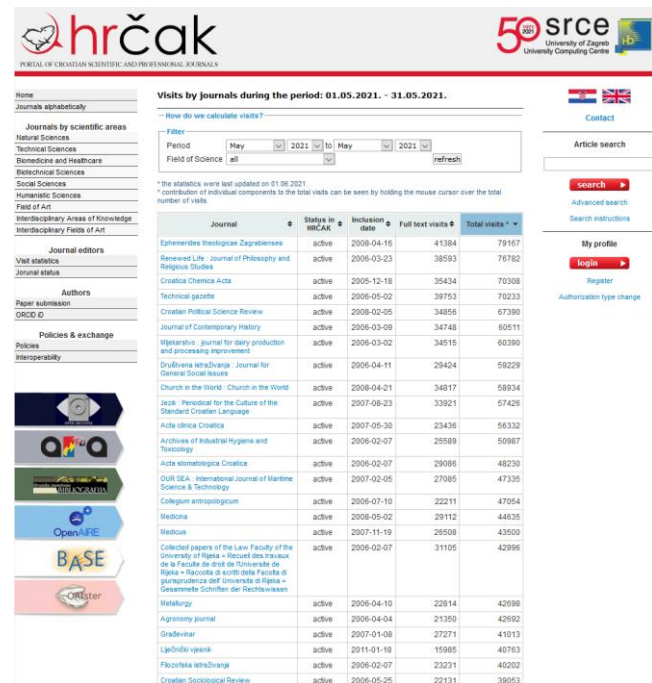 hrčak
PORTAL OF CROATIAN SCIENTIFIC AND PROFESSIONAL JOURNALS
50 srce
University of Zagreb
University Computing Centre
Home
Journals alphabetically
Journals by scientific areas
Natural Sciences
Technical Sciences
Biomedicine and Healthcare
Biotechnical Sciences
Social Sciences
Humanistic Sciences
Field of Art
Interdisciplinary Areas of Knowledge
Interdisciplinary Fields of Art
Journal editors
Visit statistics
Jorunal status
Authors
Paper submission
ORCID iD
Policies & exchange
Policies
Interoperability
OpenAIRE
BASE
OAIster
Visits by journals during the period: 01.05.2021. - 31.05.2021.
How do we calculate visits?
Filter
Period May 2021 to May 2021
Field of Science all refresh
* the statistics were last updated on 01.06.2021
* contribution of individual components to the total visits can be seen by holding the mouse cursor over the total
number of visits.
Journal Status in HRČAK Inclusion date Full text visits Total visits *
Ephemerides theologicae Zagrabienses active 2008-04-16 41384 79167
Renewed Life : Journal of Philosophy and
Religious Studies active 2006-03-23 38593 76782
Croatica Chemica Acta active 2005-12-18 35434 70308
Technical gazette active 2006-05-02 39753 70233
Croatian Political Science Review active 2008-02-05 34856 67390
Journal of Contemporary History active 2006-03-09 34748 60511
Mljekarstvo : journal for dairy production
and processing improvement active 2006-03-02 34515 60390
Društvena istraživanja : Journal for
General Social Issues active 2006-04-11 29424 59229
Church in the World : Church in the World active 2008-04-21 34817 58934
Jezik : Periodical for the Culture of the
Standard Croatian Language active 2007-08-23 33921 57426
Acta clinica Croatica active 2007-05-30 23436 56332
Archives of Industrial Hygiene and
Toxicology active 2006-02-07 25589 50987
Acta stomatologica Croatica active 2006-02-07 29086 48230
OUR SEA : International Journal of Maritime
Science & Technology active 2007-02-05 27085 47335
Collegium antropologicum active 2006-07-10 22211 47054
Medicina active 2008-05-02 29112 44635
Medicus active 2007-11-19 26508 43500
Collected papers of the Law Faculty of the
University of Rijeka = Recueil des travaux
de la Faculte de droit de l'Universite de
Rijeka = Raccolta di scritti della Facolta di
giurisprudenza dell' Universita di Rijeka =
Gesammelte Schriften der Rechtswissen active 2006-02-07 31105 42996
Metallurgy active 2006-04-10 22814 42698
Agronomy journal active 2006-04-04 21350 42692
Građevinar active 2007-01-08 27271 41013
Liječnički vjesnik active 2011-01-18 15985 40763
Filozofska istraživanja active 2006-02-07 23231 40202
Croatian Sociological Review active 2006-05-25 22131 39053
Contact
Article search
search
Advanced search
Search instructions
My profile
login
Register
Authorization type change